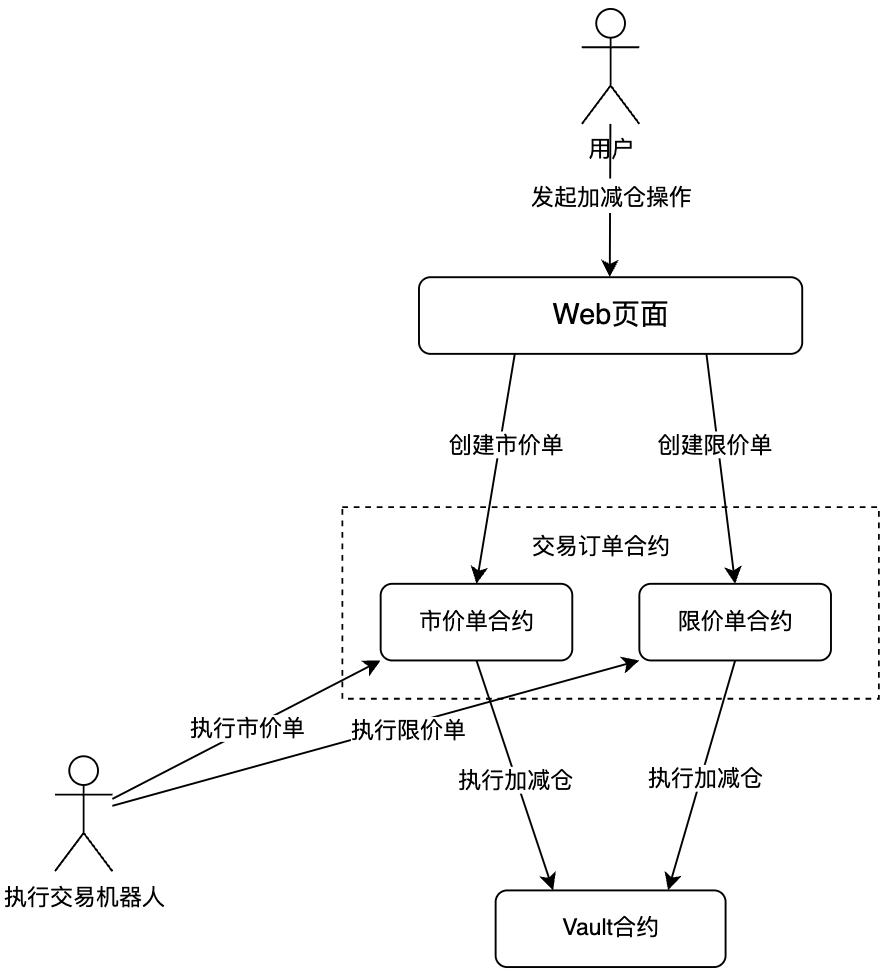 用户
发起加减仓操作
Web页面
创建市价单
创建限价单
交易订单合约
市价单合约
限价单合约
执行市价单
执行限价单
执行加减仓
执行加减仓
执行交易机器人
Vault合约